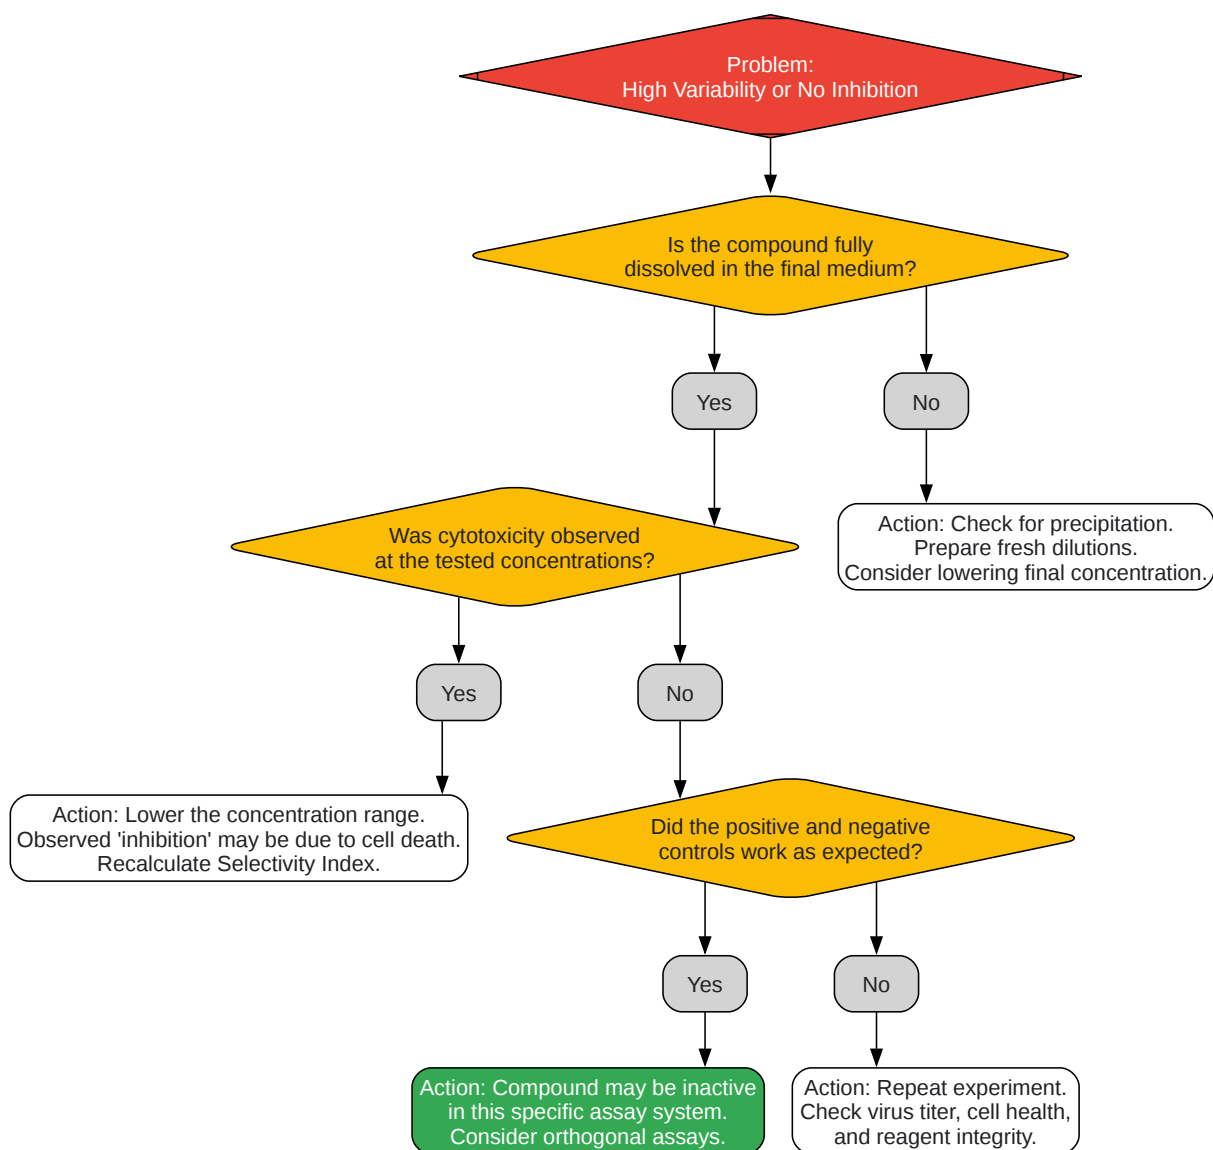 Problem:
High Variability or No Inhibition
Is the compound fully
dissolved in the final medium?
Yes
No
Was cytotoxicity observed
at the tested concentrations?
Action: Check for precipitation.
Prepare fresh dilutions.
Consider lowering final concentration.
Yes
No
Action: Lower the concentration range.
Observed 'inhibition' may be due to cell death.
Recalculate Selectivity Index.
Did the positive and negative
controls work as expected?
Yes
No
Action: Compound may be inactive
in this specific assay system.
Consider orthogonal assays.
Action: Repeat experiment.
Check virus titer, cell health,
and reagent integrity.